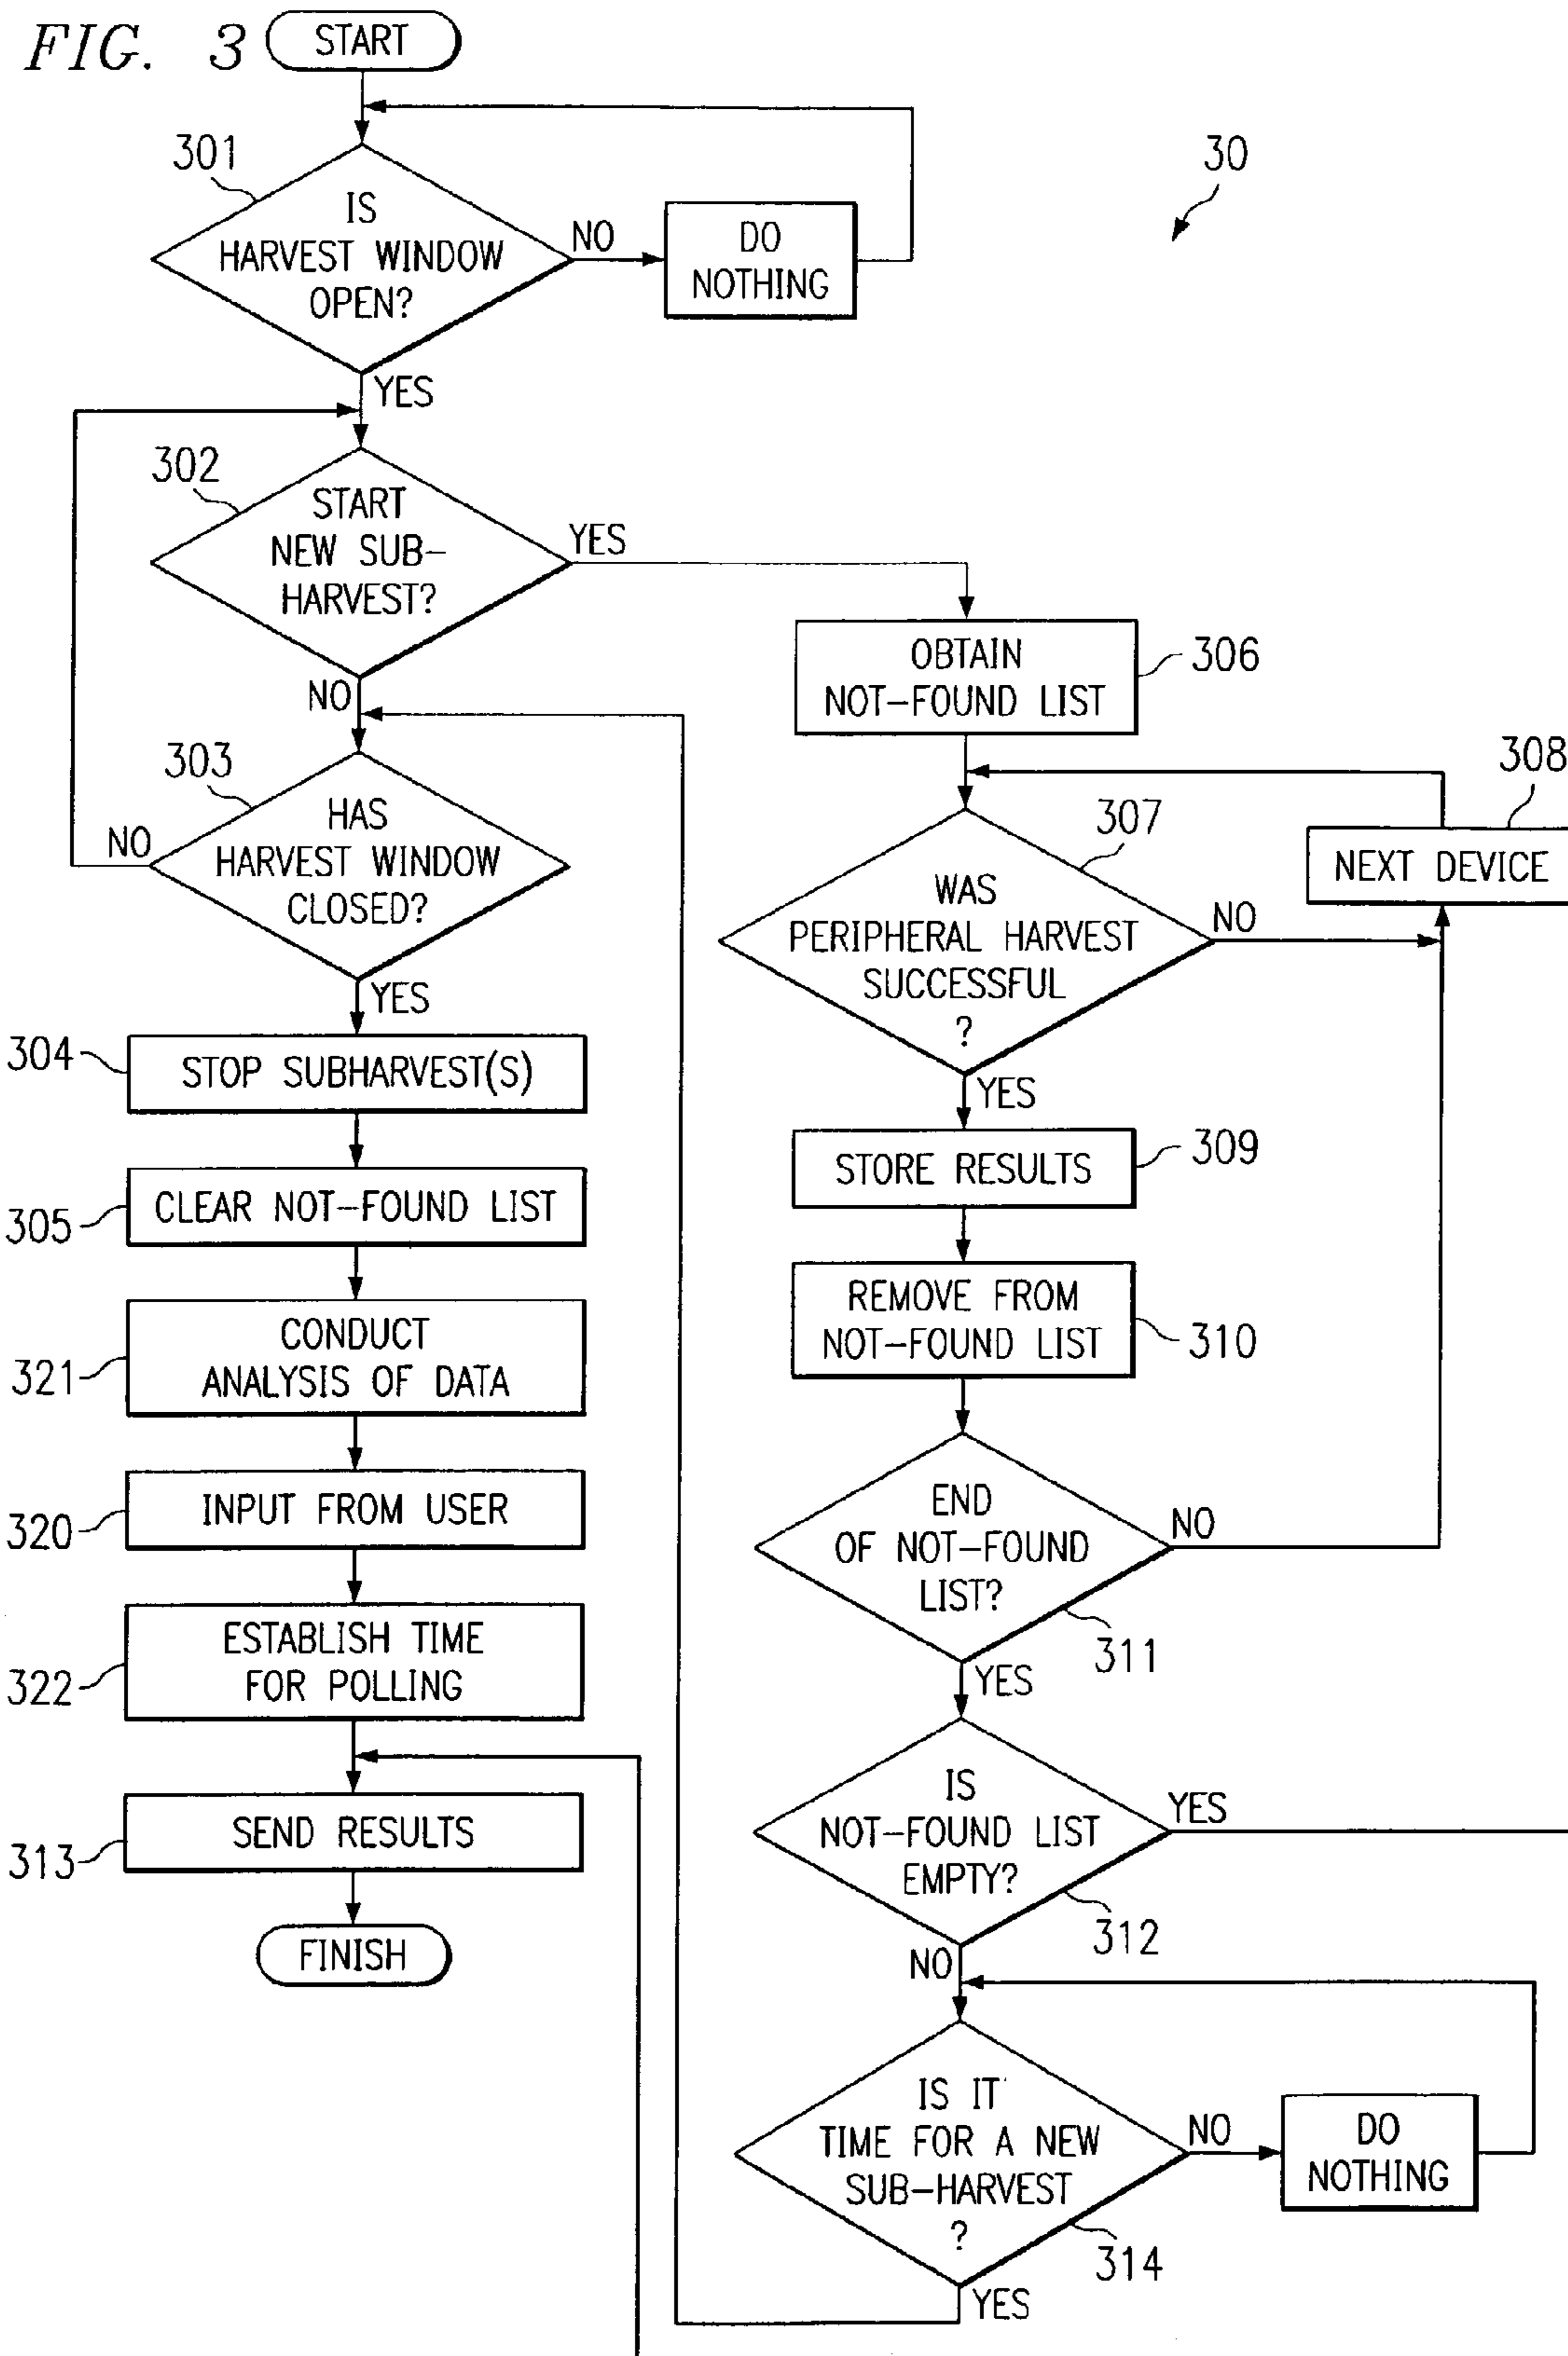 FIG. 3
START
301
IS
HARVEST WINDOW
OPEN?
NO
DO
NOTHING
30
YES
302
START
NEW SUB-
HARVEST?
YES
NO
OBTAIN
NOT-FOUND LIST
306
303
HAS
HARVEST WINDOW
CLOSED?
NO
YES
307
WAS
PERIPHERAL HARVEST
SUCCESSFUL
?
NO
308
NEXT DEVICE
YES
304
STOP SUBHARVEST(S)
305
CLEAR NOT-FOUND LIST
321
CONDUCT
ANALYSIS OF DATA
320
INPUT FROM USER
322
ESTABLISH TIME
FOR POLLING
313
SEND RESULTS
FINISH
STORE RESULTS
309
REMOVE FROM
NOT-FOUND LIST
310
END
OF NOT-FOUND
LIST?
NO
311
YES
IS
NOT-FOUND LIST
EMPTY?
YES
312
NO
IS IT
TIME FOR A NEW
SUB-HARVEST
?
NO
DO
NOTHING
314
YES